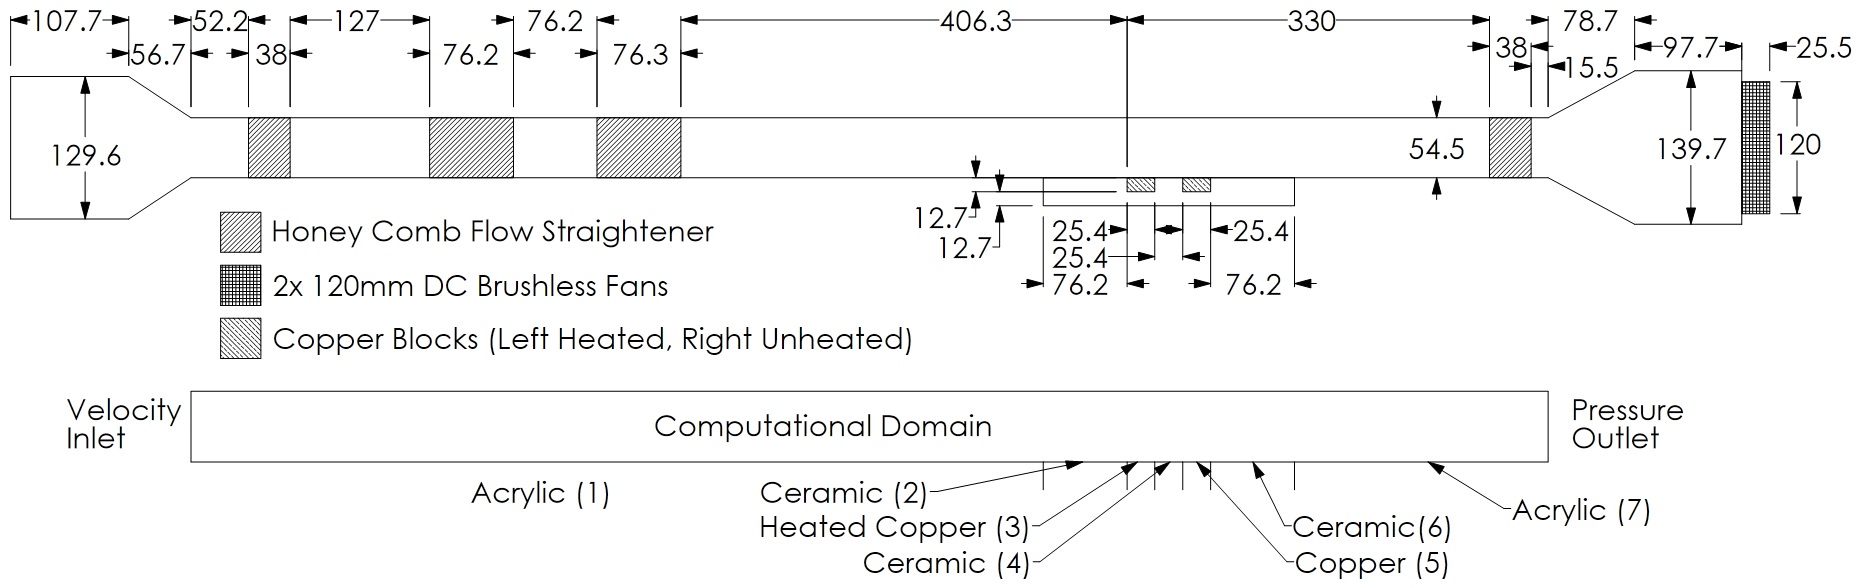 107.7
52.2
127
76.2
406.3
330
78.7
56.7
38
76.2
76.3
38
97.7
25.5
15.5
129.6
54.5
139.7
120
12.7
12.7
25.4
25.4
25.4
76.2
76.2
Honey Comb Flow Straightener
2x 120mm DC Brushless Fans
Copper Blocks (Left Heated, Right Unheated)
Velocity
Inlet
Computational Domain
Pressure
Outlet
Acrylic (1)
Ceramic (2)
Heated Copper (3)
Ceramic (4)
Acrylic (7)
Ceramic(6)
Copper (5)